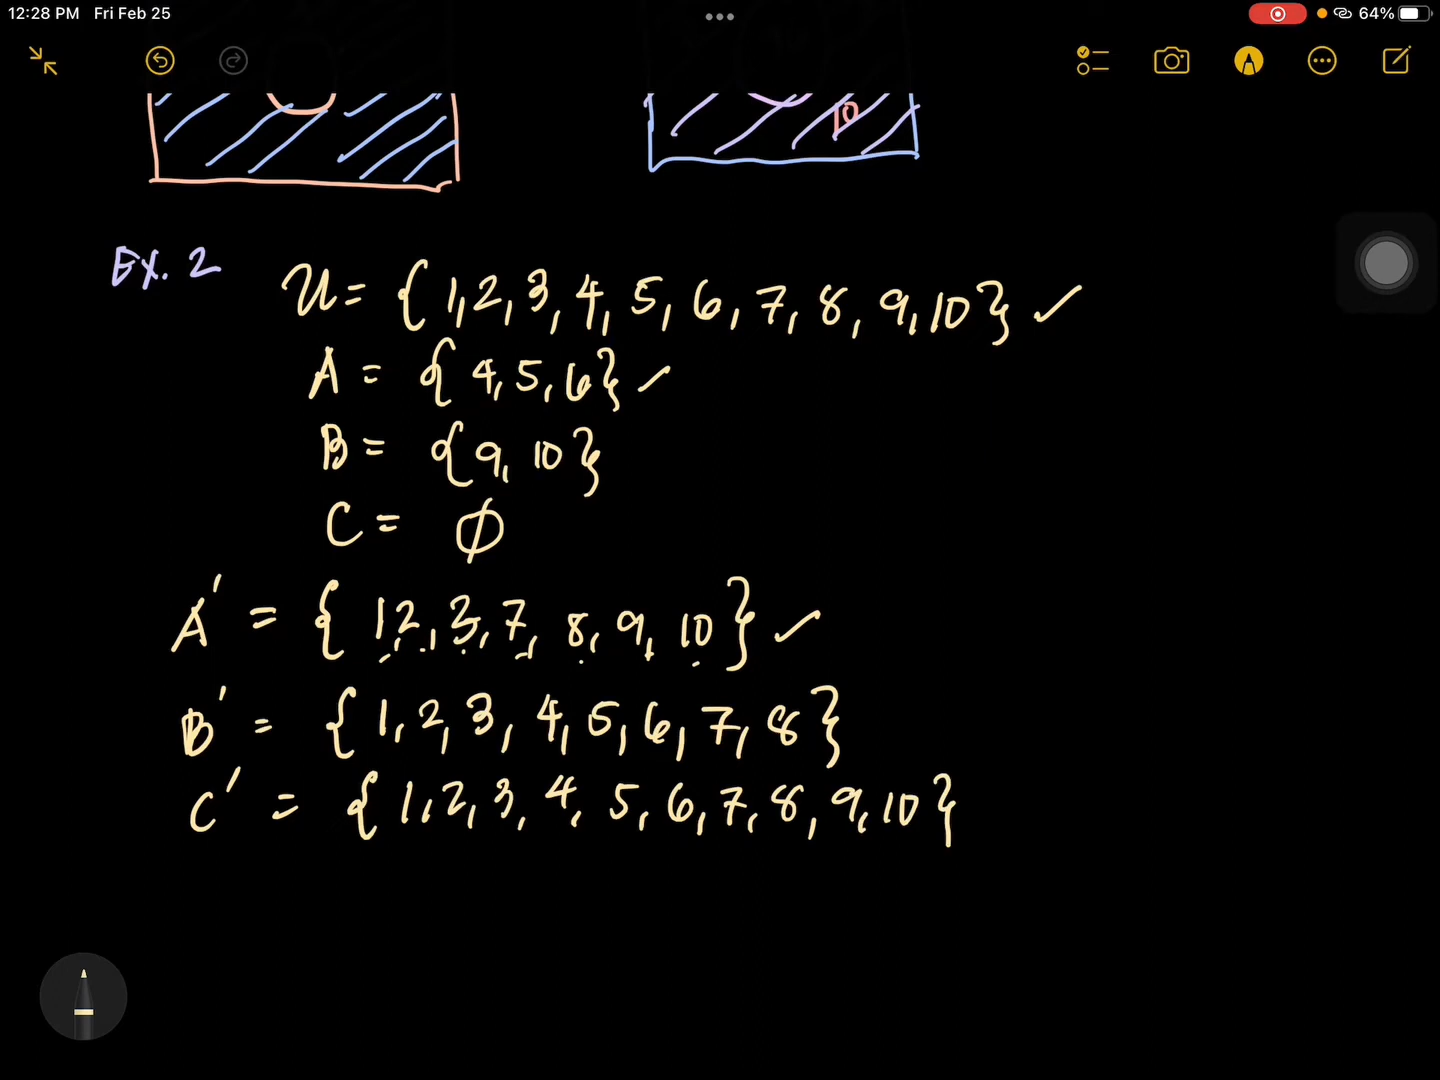 12:28 PM Fri Feb 25
64%
10
Ex. 2
U = { 1, 2, 3, 4, 5, 6, 7, 8, 9, 10 } ✓
A = { 4, 5, 6 } ✓
B = { 9, 10 }
C = ∅
A' = { 1, 2, 3, 7, 8, 9, 10 } ✓
B' = { 1, 2, 3, 4, 5, 6, 7, 8 }
C' = { 1, 2, 3, 4, 5, 6, 7, 8, 9, 10 }